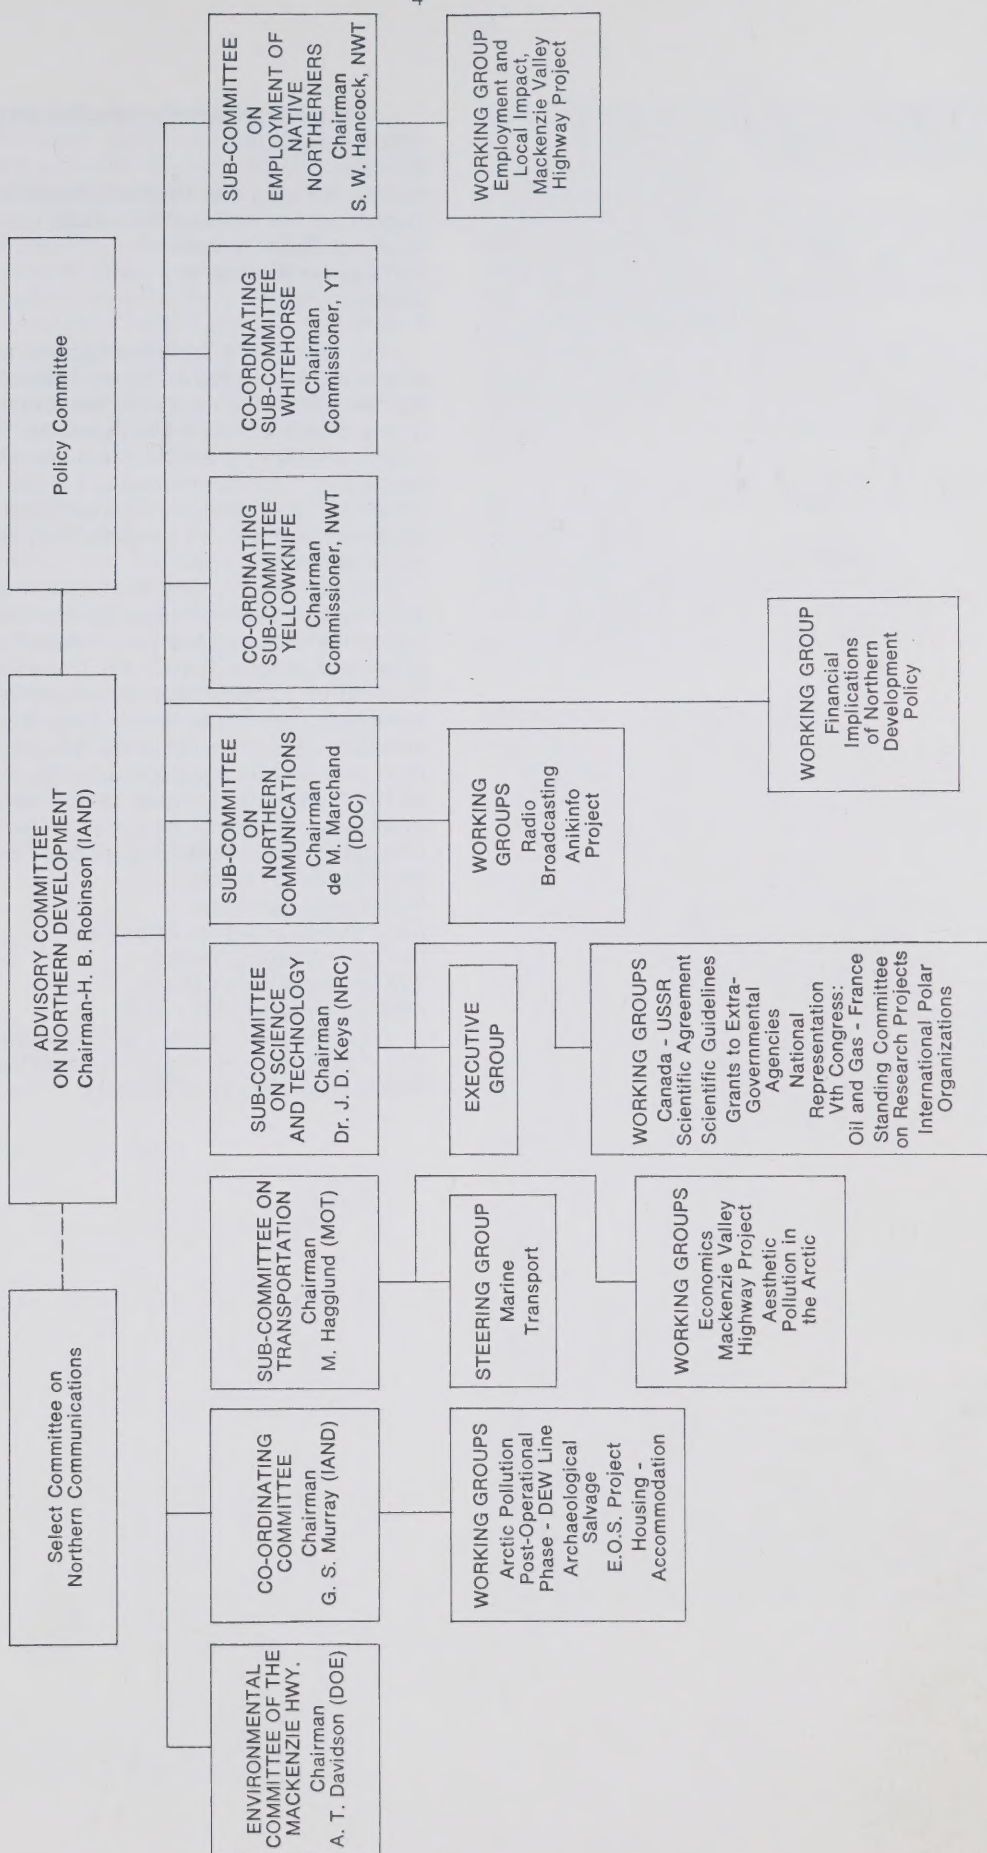 4
Select Committee on
Northern Communications
ADVISORY COMMITTEE
ON NORTHERN DEVELOPMENT
Chairman-H. B. Robinson (IAND)
Policy Committee
ENVIRONMENTAL
COMMITTEE OF THE
MACKENZIE HWY.
Chairman
A. T. Davidson (DOE)
CO-ORDINATING
COMMITTEE
Chairman
G. S. Murray (IAND)
SUB-COMMITTEE ON
TRANSPORTATION
Chairman
M. Hagglund (MOT)
SUB-COMMITTEE
ON SCIENCE
AND TECHNOLOGY
Chairman
Dr. J. D. Keys (NRC)
SUB-COMMITTEE
ON
NORTHERN
COMMUNICATIONS
Chairman
de M. Marchand
(DOC)
CO-ORDINATING
SUB-COMMITTEE
YELLOWKNIFE
Chairman
Commissioner, NWT
CO-ORDINATING
SUB-COMMITTEE
WHITEHORSE
Chairman
Commissioner, YT
SUB-COMMITTEE
ON
EMPLOYMENT OF
NATIVE
NORTHERNERS
Chairman
S. W. Hancock, NWT
WORKING GROUPS
Arctic Pollution
Post-Operational
Phase - DEW Line
Archaeological
Salvage
E.O.S. Project
Housing -
Accommodation
STEERING GROUP
Marine
Transport
EXECUTIVE
GROUP
WORKING
GROUPS
Radio
Broadcasting
Anikinfo
Project
WORKING GROUP
Employment and
Local Impact,
Mackenzie Valley
Highway Project
WORKING GROUPS
Economics
Mackenzie Valley
Highway Project
Aesthetic
Pollution in
the Arctic
WORKING GROUPS
Canada - USSR
Scientific Agreement
Scientific Guidelines
Grants to Extra-
Governmental
Agencies
National
Representation
Vth Congress:
Oil and Gas - France
Standing Committee
on Research Projects
International Polar
Organizations
WORKING GROUP
Financial
Implications
of Northern
Development
Policy